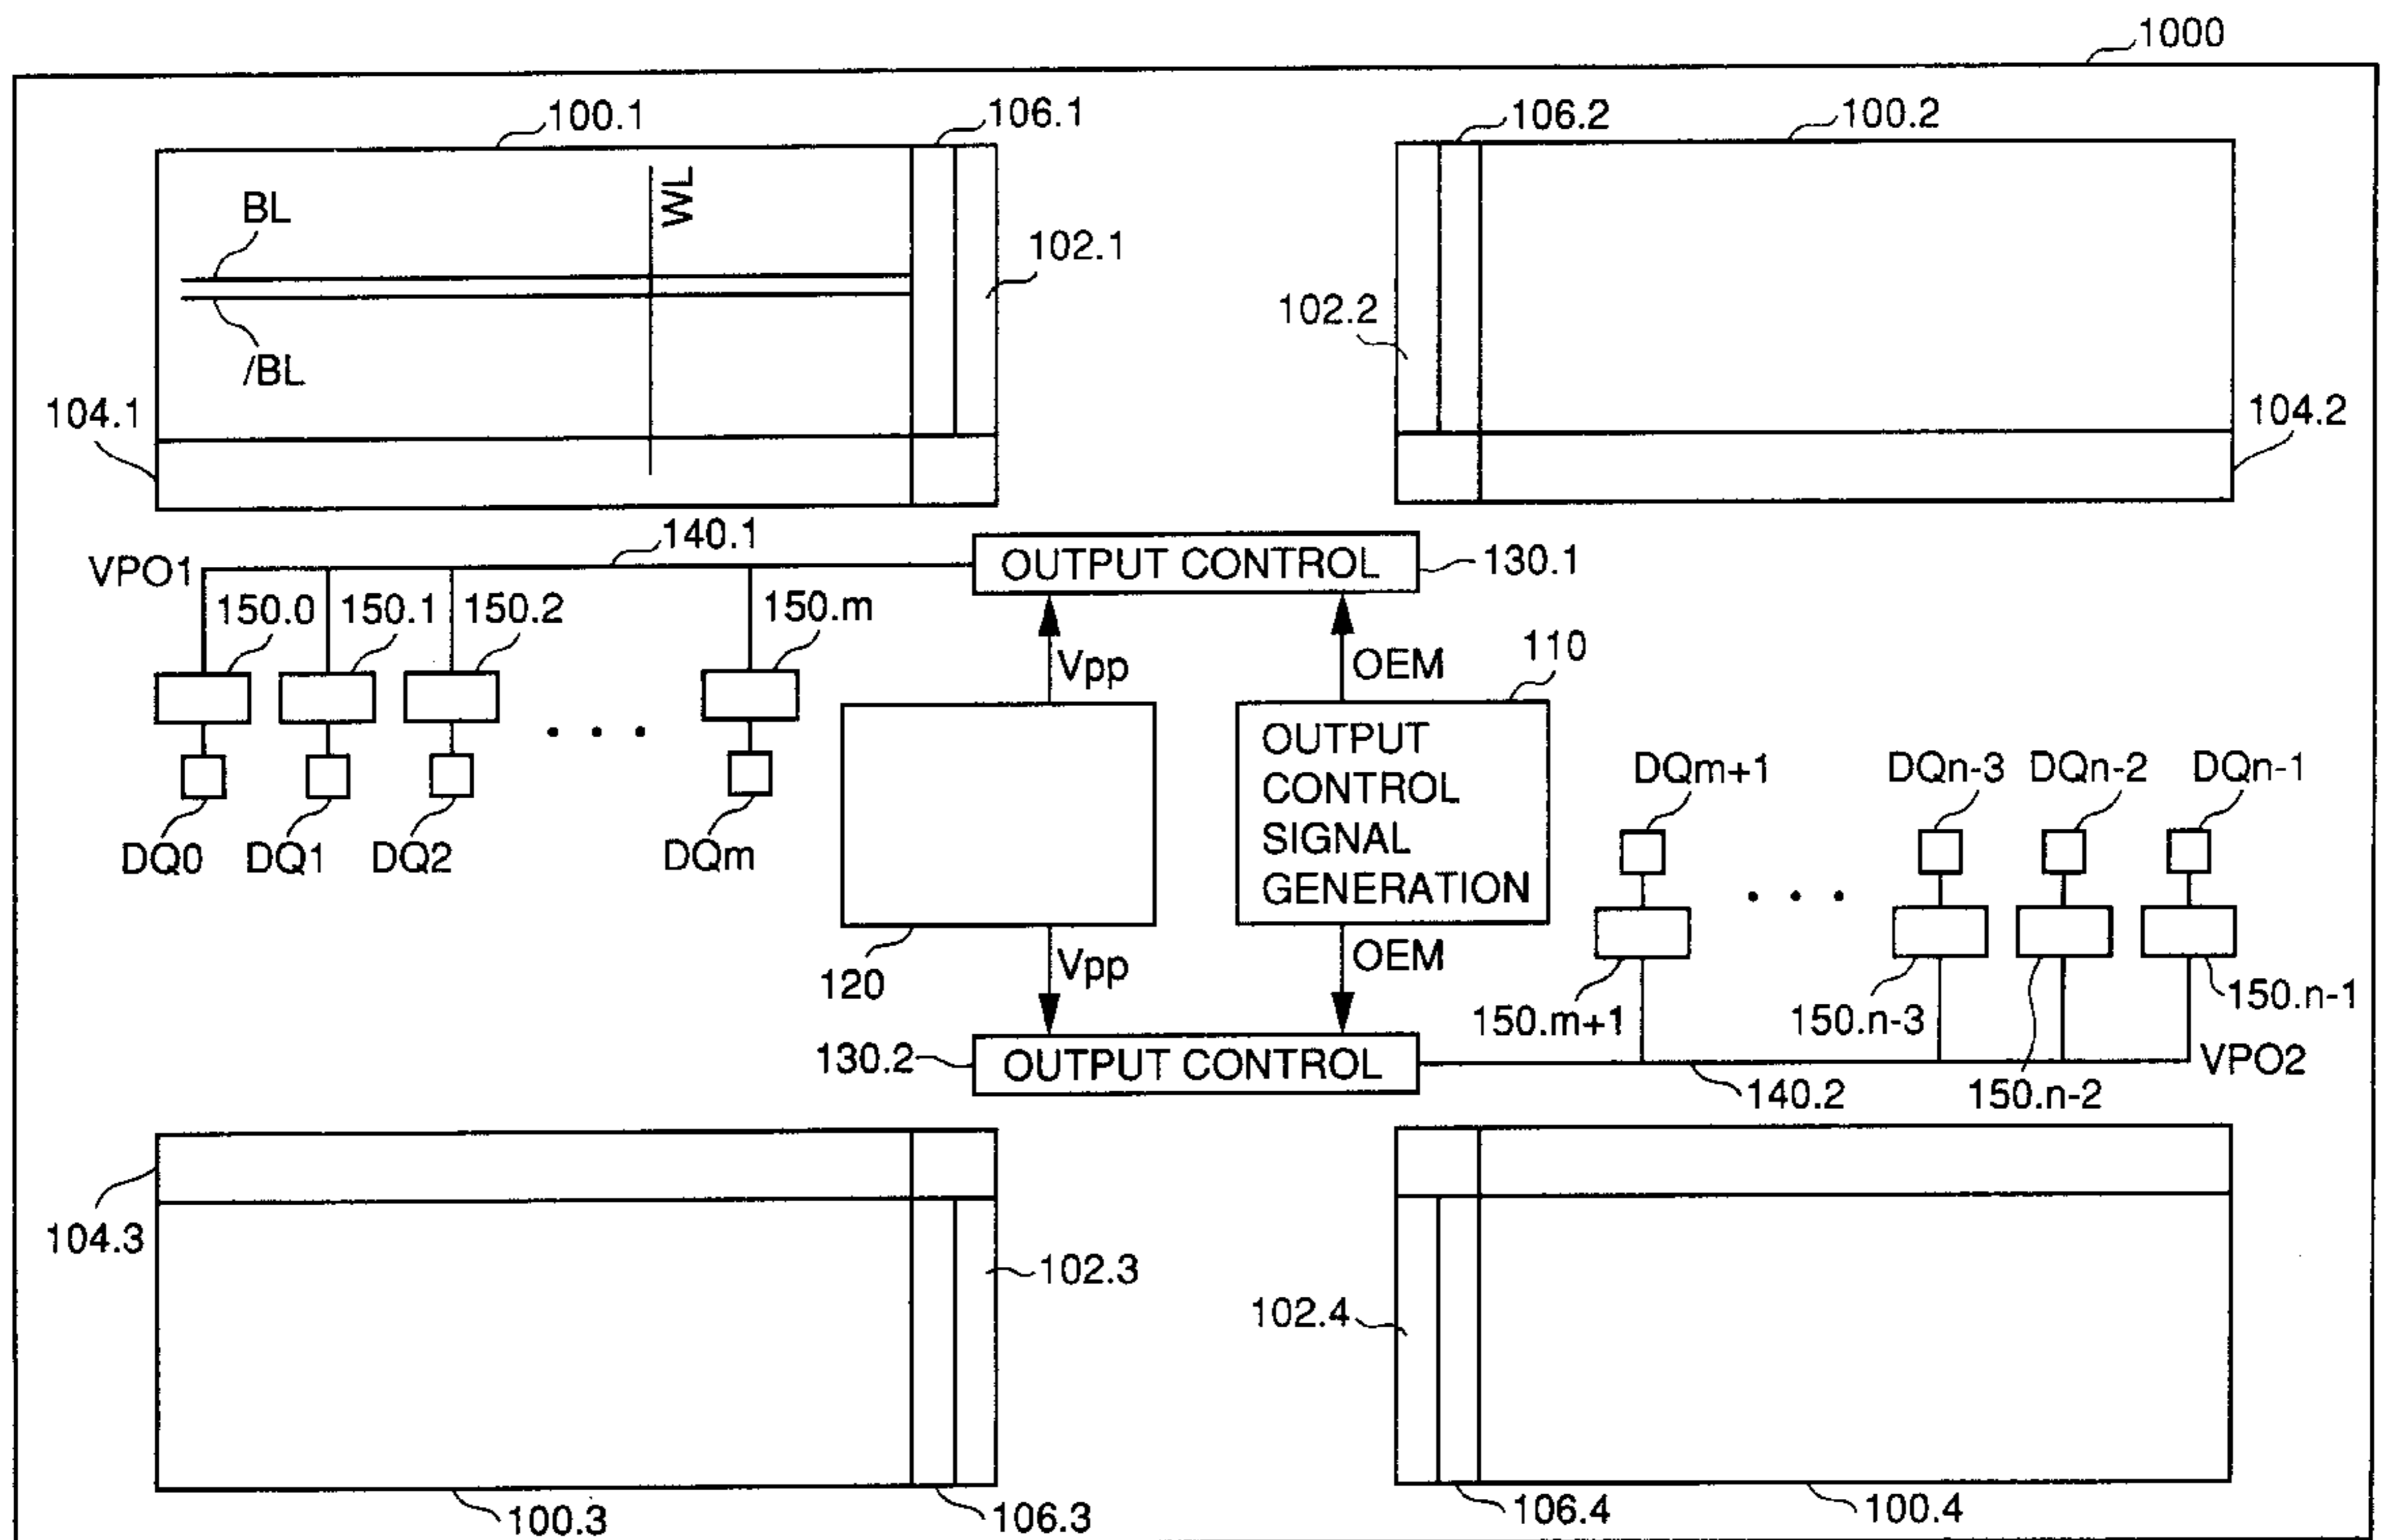 1000
100.1
106.1
106.2
100.2
BL
WL
102.1
102.2
/BL
104.1
104.2
140.1
VPO1
OUTPUT CONTROL
130.1
150.0
150.1
150.2
150.m
Vpp
OEM
110
OUTPUT
CONTROL
SIGNAL
GENERATION
DQ0
DQ1
DQ2
DQm
DQm+1
DQn-3
DQn-2
DQn-1
120
Vpp
OEM
150.m+1
150.n-3
150.n-1
130.2
OUTPUT CONTROL
140.2
150.n-2
VPO2
104.3
102.3
102.4
100.3
106.3
106.4
100.4